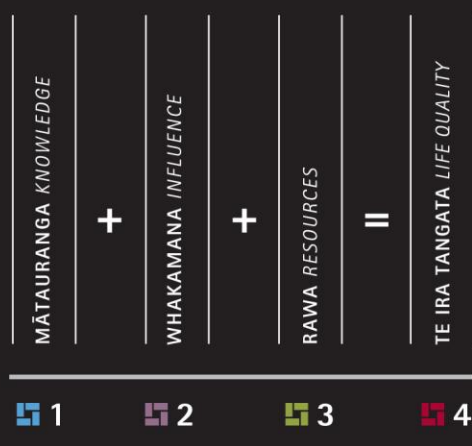 MĀTAURANGA KNOWLEDGE
+
WHAKAMANA INFLUENCE
+
RAWA RESOURCES
=
TE IRA TANGATA LIFE QUALITY
1
2
3
4